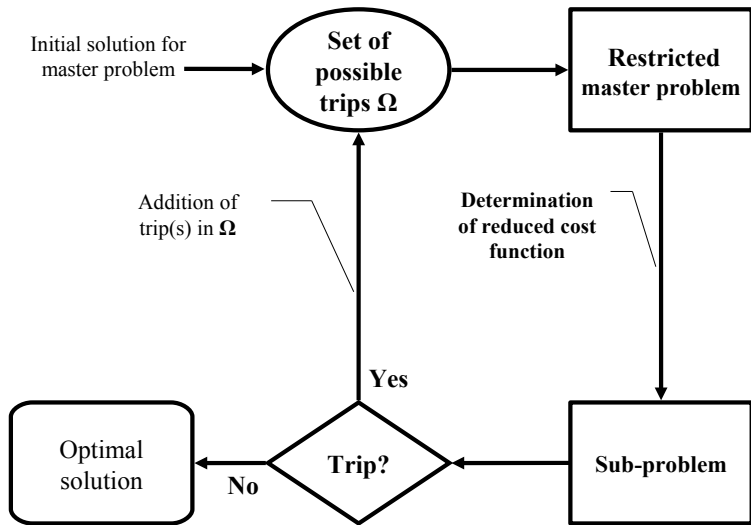 Initial solution for
master problem
Set of
possible
trips Ω
Restricted
master problem
Addition of
trip(s) in Ω
Determination
of reduced cost
function
Yes
Optimal
solution
No
Trip?
Sub-problem